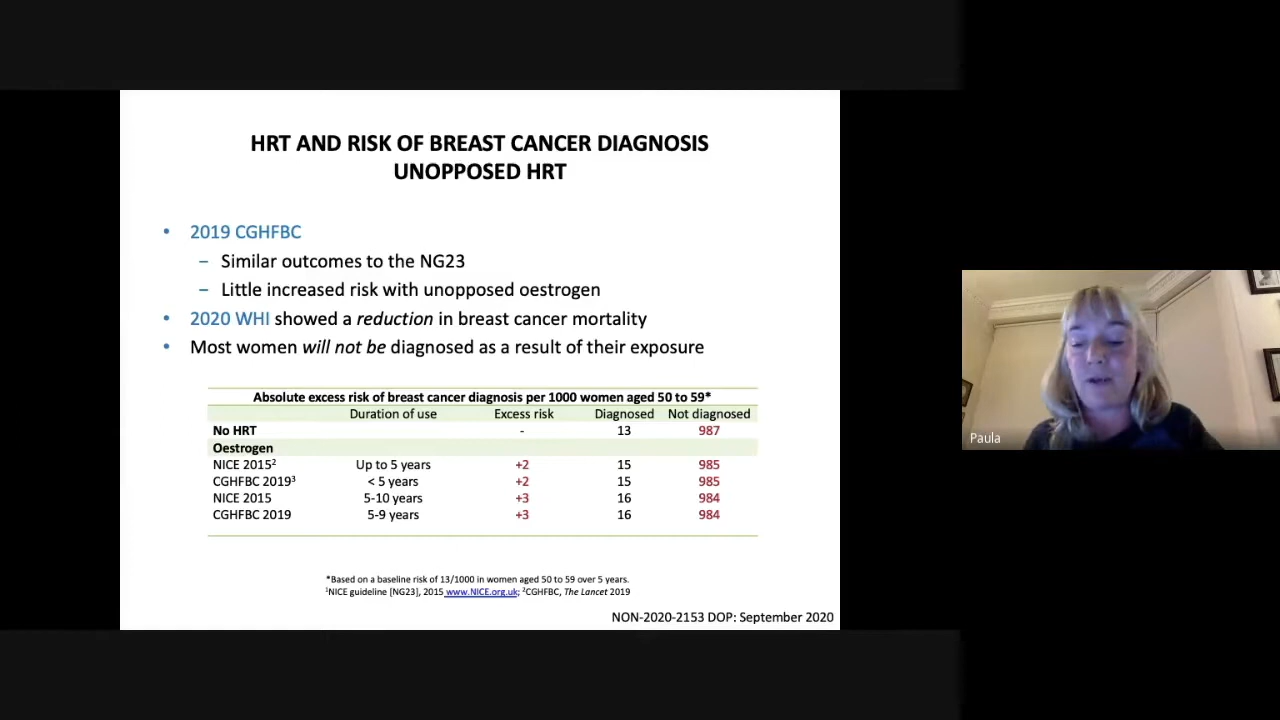 HRT AND RISK OF BREAST CANCER DIAGNOSIS
UNOPPOSED HRT
• 2019 CGHFBC
– Similar outcomes to the NG23
– Little increased risk with unopposed oestrogen
• 2020 WHI showed a reduction in breast cancer mortality
• Most women will not be diagnosed as a result of their exposure
Absolute excess risk of breast cancer diagnosis per 1000 women aged 50 to 59*
Duration of use Excess risk Diagnosed Not diagnosed
No HRT - 13 987
Oestrogen
NICE 2015² Up to 5 years +2 15 985
CGHFBC 2019³ < 5 years +2 15 985
NICE 2015 5-10 years +3 16 984
CGHFBC 2019 5-9 years +3 16 984
*Based on a baseline risk of 13/1000 in women aged 50 to 59 over 5 years.
¹NICE guideline [NG23], 2015 www.NICE.org.uk; ²CGHFBC, The Lancet 2019
NON-2020-2153 DOP: September 2020
Paula